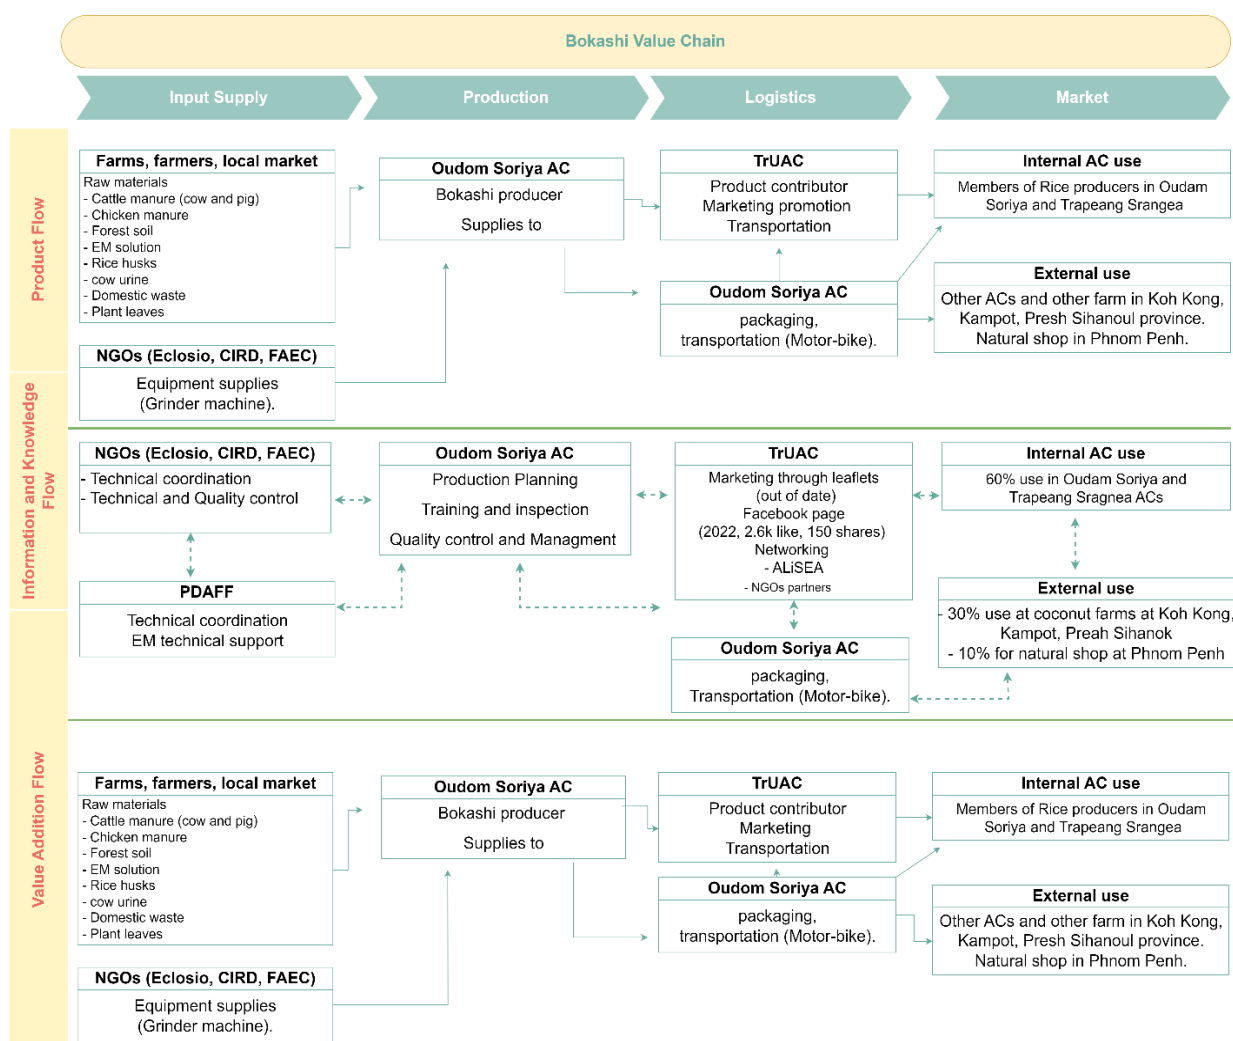 Bokashi Value Chain
Input Supply
Production
Logistics
Market
Product Flow
Farms, farmers, local market
Raw materials
- Cattle manure (cow and pig)
- Chicken manure
- Forest soil
- EM solution
- Rice husks
- cow urine
- Domestic waste
- Plant leaves
NGOs (Eclosio, CIRD, FAEC)
Equipment supplies
(Grinder machine).
Oudom Soriya AC
Bokashi producer
Supplies to
TrUAC
Product contributor
Marketing promotion
Transportation
Oudom Soriya AC
packaging,
transportation (Motor-bike).
Internal AC use
Members of Rice producers in Oudam
Soriya and Trapeang Srangea
External use
Other ACs and other farm in Koh Kong,
Kampot, Presh Sihanoul province.
Natural shop in Phnom Penh.
Information and Knowledge
Flow
NGOs (Eclosio, CIRD, FAEC)
- Technical coordination
- Technical and Quality control
PDAFF
Technical coordination
EM technical support
Oudom Soriya AC
Production Planning
Training and inspection
Quality control and Managment
TrUAC
Marketing through leaflets
(out of date)
Facebook page
(2022, 2.6k like, 150 shares)
Networking
- ALiSEA
- NGOs partners
Oudom Soriya AC
packaging,
Transportation (Motor-bike).
Internal AC use
60% use in Oudam Soriya and
Trapeang Sragnea ACs
External use
- 30% use at coconut farms at Koh Kong,
Kampot, Preah Sihanok
- 10% for natural shop at Phnom Penh
Value Addition Flow
Farms, farmers, local market
Raw materials
- Cattle manure (cow and pig)
- Chicken manure
- Forest soil
- EM solution
- Rice husks
- cow urine
- Domestic waste
- Plant leaves
NGOs (Eclosio, CIRD, FAEC)
Equipment supplies
(Grinder machine).
Oudom Soriya AC
Bokashi producer
Supplies to
TrUAC
Product contributor
Marketing
Transportation
Oudom Soriya AC
packaging,
transportation (Motor-bike).
Internal AC use
Members of Rice producers in Oudam
Soriya and Trapeang Srangea
External use
Other ACs and other farm in Koh Kong,
Kampot, Presh Sihanoul province.
Natural shop in Phnom Penh.